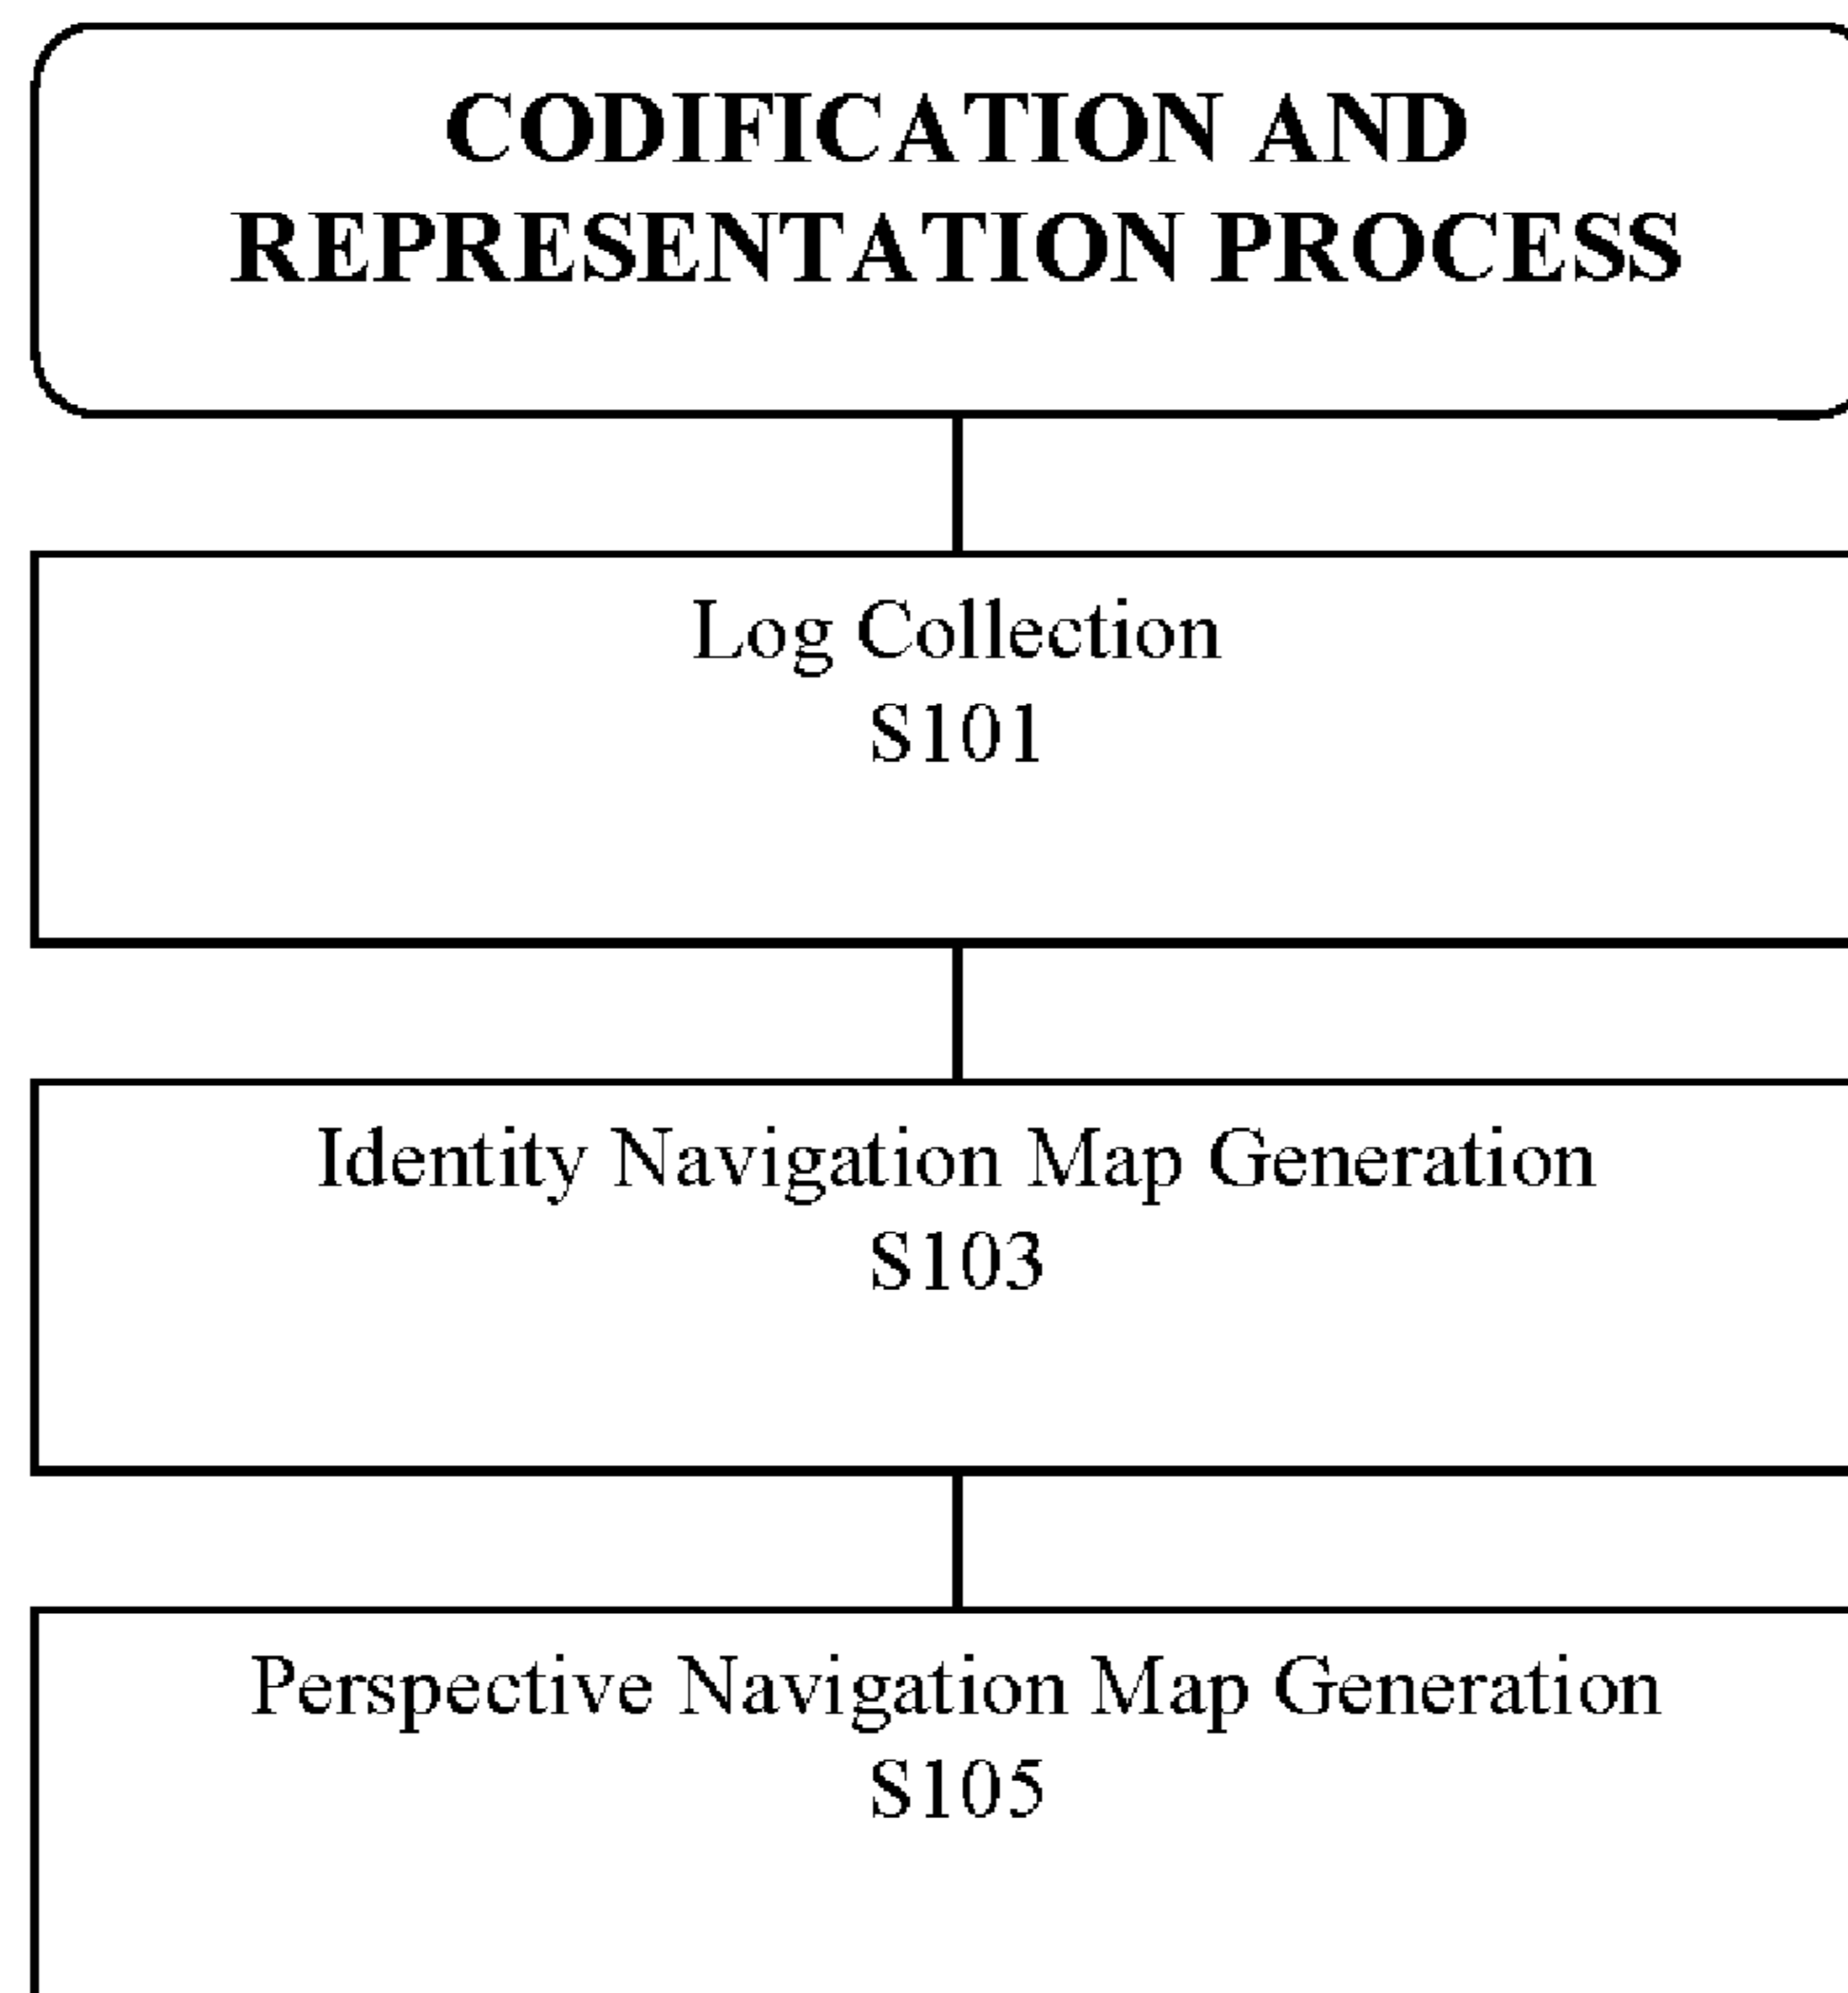 CODIFICATION AND
REPRESENTATION PROCESS
Log Collection
S101
Identity Navigation Map Generation
S103
Perspective Navigation Map Generation
S105